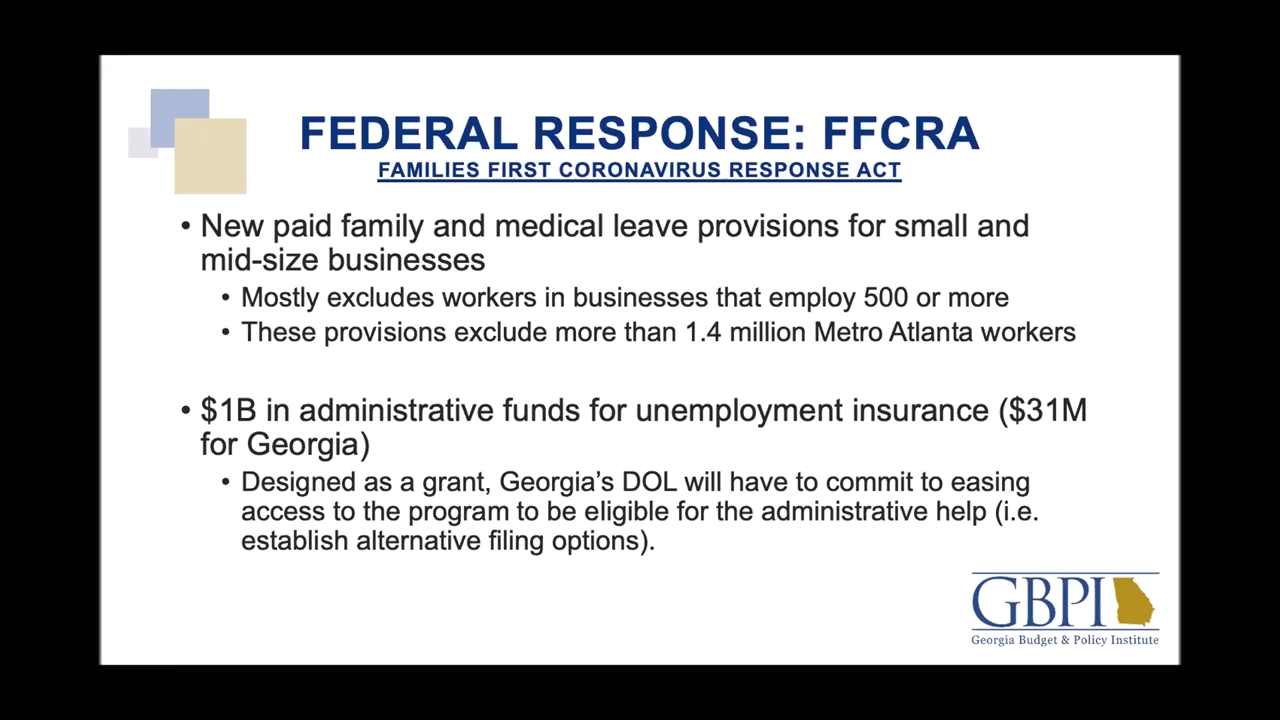 FEDERAL RESPONSE: FFCRA
FAMILIES FIRST CORONAVIRUS RESPONSE ACT
• New paid family and medical leave provisions for small and
mid-size businesses
• Mostly excludes workers in businesses that employ 500 or more
• These provisions exclude more than 1.4 million Metro Atlanta workers
• $1B in administrative funds for unemployment insurance ($31M
for Georgia)
• Designed as a grant, Georgia’s DOL will have to commit to easing
access to the program to be eligible for the administrative help (i.e.
establish alternative filing options).
GBPI
Georgia Budget & Policy Institute